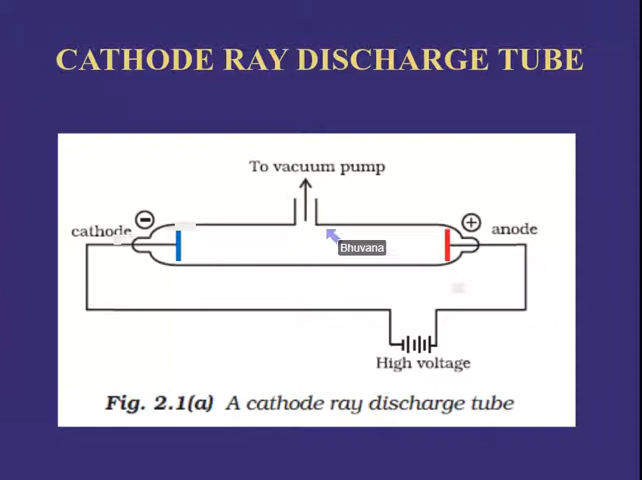 CATHODE RAY DISCHARGE TUBE
To vacuum pump
cathode
anode
Bhuvana
High voltage
Fig. 2.1(a) A cathode ray discharge tube